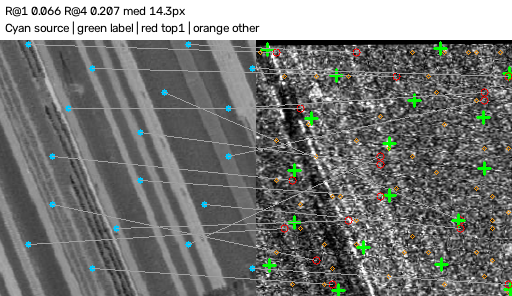 R@1 0.066 R@4 0.207 med 14.3px
Cyan source | green label | red top1 | orange other